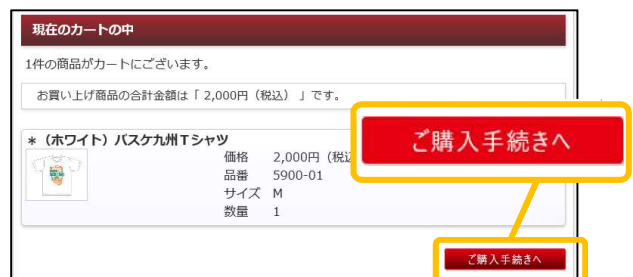 現在のカートの中
1件の商品がカートにございます。
お買い上げ商品の合計金額は「 2,000円（税込） 」です。
＊（ホワイト）バスケ九州Tシャツ
価格 2,000円（税
品番 5900-01
サイズ M
数量 1
ご購入手続きへ
ご購入手続きへ